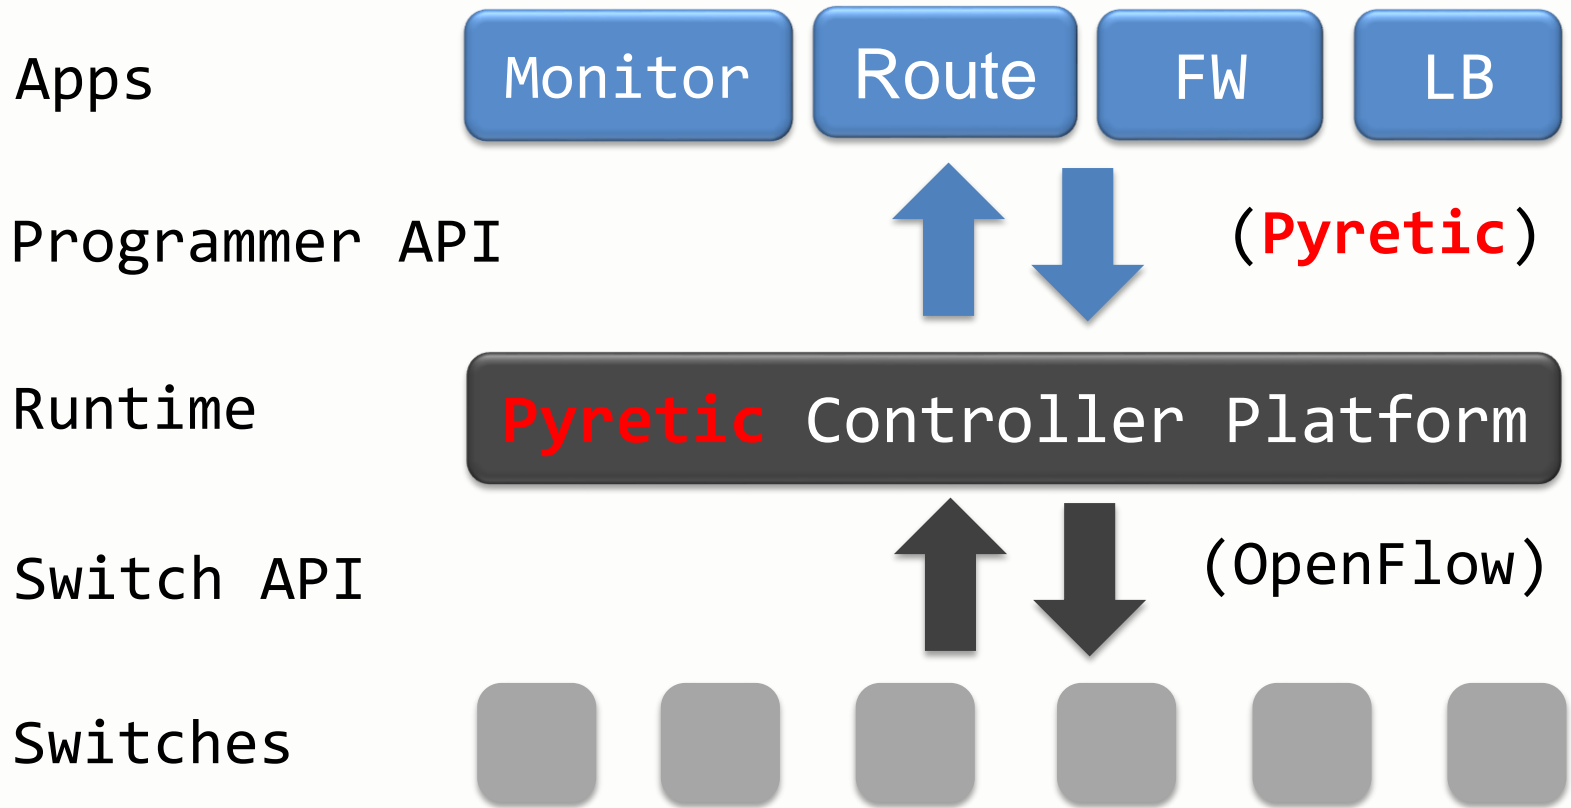 Apps Monitor Route FW LB
Programmer API (Pyretic)
Runtime Pyretic Controller Platform
Switch API (OpenFlow)
Switches